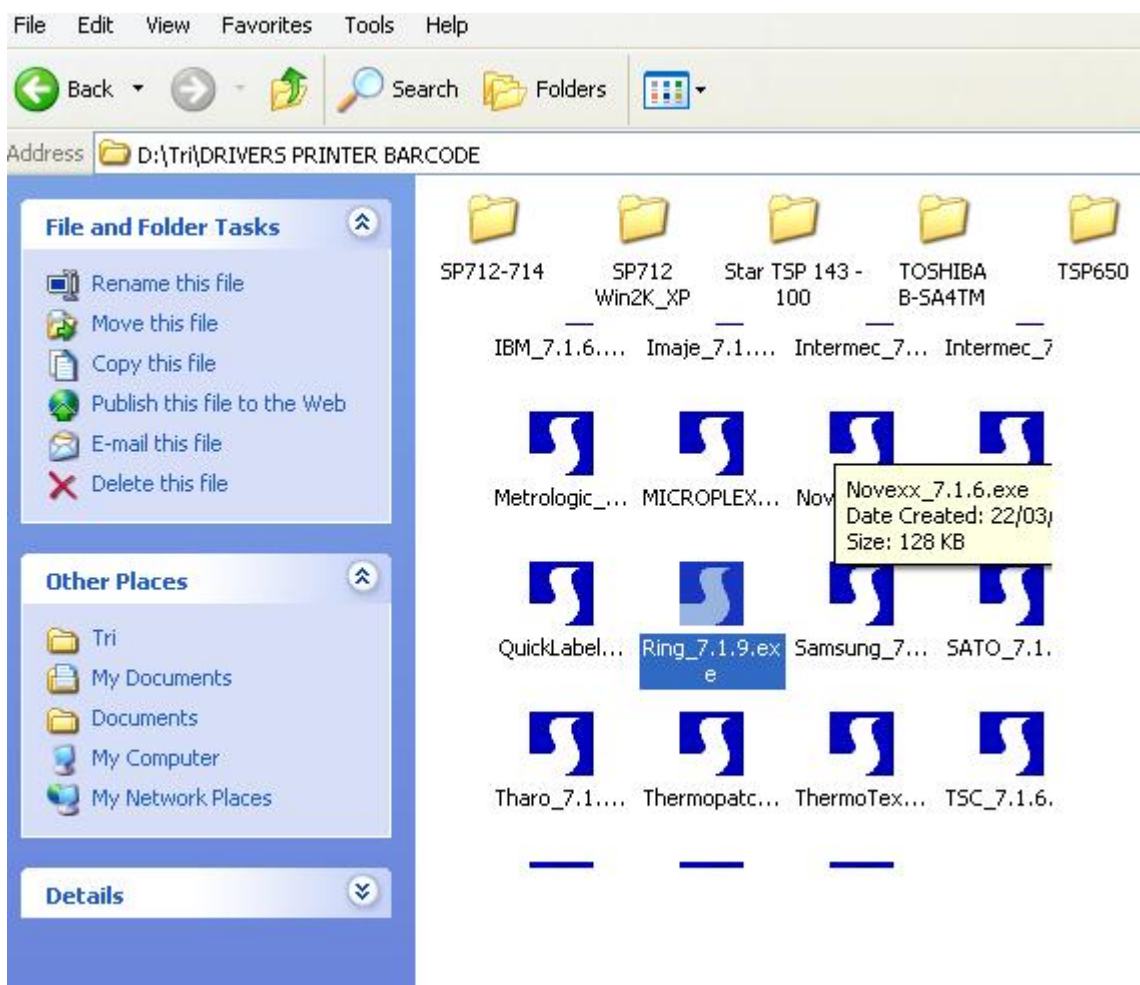 File Edit View Favorites Tools Help
Back Search Folders
Address D:\Tri\DRIVERS PRINTER BARCODE
File and Folder Tasks
Rename this file
Move this file
Copy this file
Publish this file to the Web
E-mail this file
Delete this file
Other Places
Tri
My Documents
Documents
My Computer
My Network Places
Details
SP712-714 SP712 Star TSP 143 - TOSHIBA TSP650
Win2K_XP 100 B-SA4TM
IBM_7.1.6.... Imaje_7.1.... Intermec_7... Intermec_7
Metrologic_... MICROPLEX... Nov
Novexx_7.1.6.exe
Date Created: 22/03/
Size: 128 KB
QuickLabel... Ring_7.1.9.ex Samsung_7... SATO_7.1.
e
Tharo_7.1.... Thermopatc... ThermoTex... TSC_7.1.6.